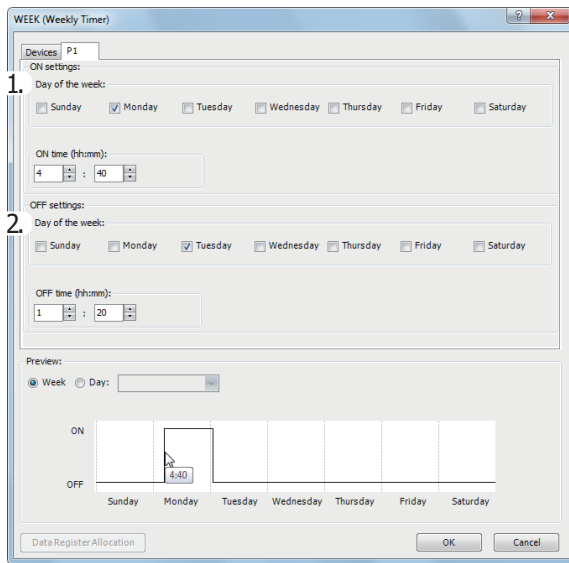 WEEK (Weekly Timer)
Devices P1
ON settings:
1. Day of the week:
Sunday Monday Tuesday Wednesday Thursday Friday Saturday
ON time (hh:mm):
4 : 40
OFF settings:
2. Day of the week:
Sunday Monday Tuesday Wednesday Thursday Friday Saturday
OFF time (hh:mm):
1 : 20
Preview:
Week Day:
ON
4:40
OFF
Sunday Monday Tuesday Wednesday Thursday Friday Saturday
Data Register Allocation OK Cancel